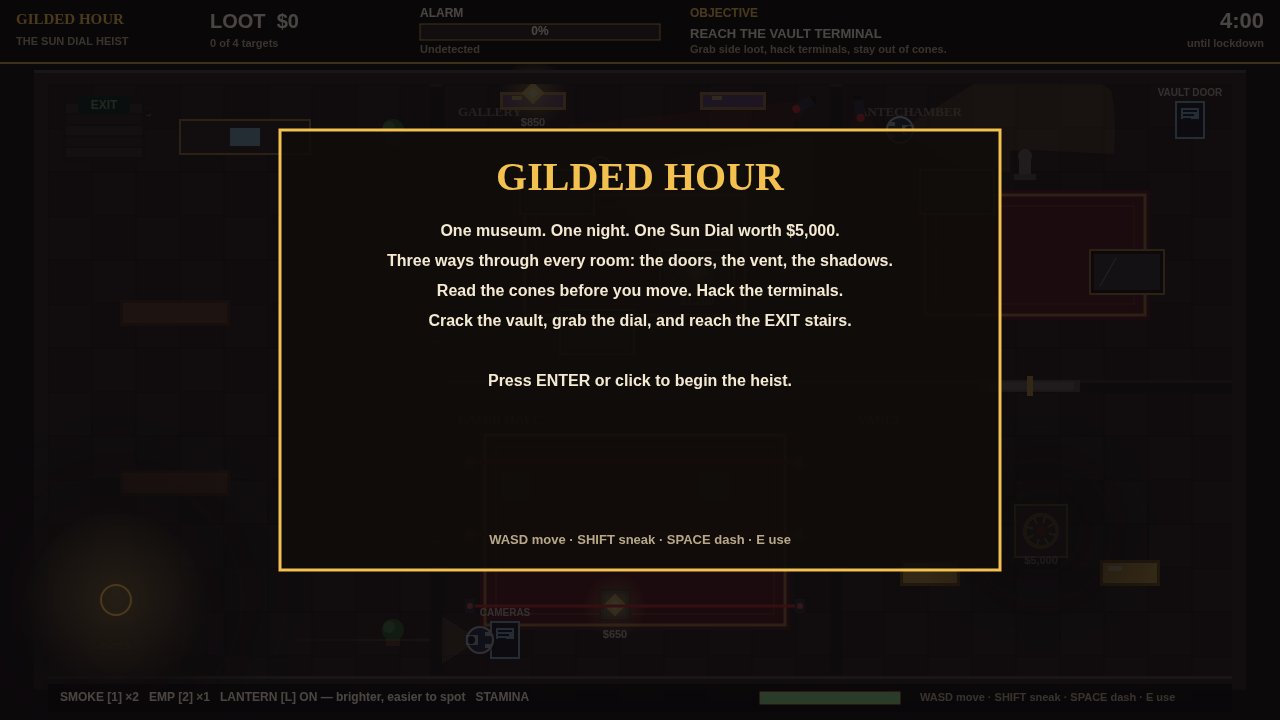 GILDED HOUR
THE SUN DIAL HEIST
LOOT $0
0 of 4 targets
ALARM
0%
Undetected
OBJECTIVE
REACH THE VAULT TERMINAL
Grab side loot, hack terminals, stay out of cones.
4:00
until lockdown
EXIT
GALLERY
$850
ANTECHAMBER
VAULT DOOR
GILDED HOUR
One museum. One night. One Sun Dial worth $5,000.
Three ways through every room: the doors, the vent, the shadows.
Read the cones before you move. Hack the terminals.
Crack the vault, grab the dial, and reach the EXIT stairs.
Press ENTER or click to begin the heist.
WASD move · SHIFT sneak · SPACE dash · E use
$5,000
CAMERAS
$650
SMOKE [1] ×2 EMP [2] ×1 LANTERN [L] ON — brighter, easier to spot STAMINA
WASD move · SHIFT sneak · SPACE dash · E use